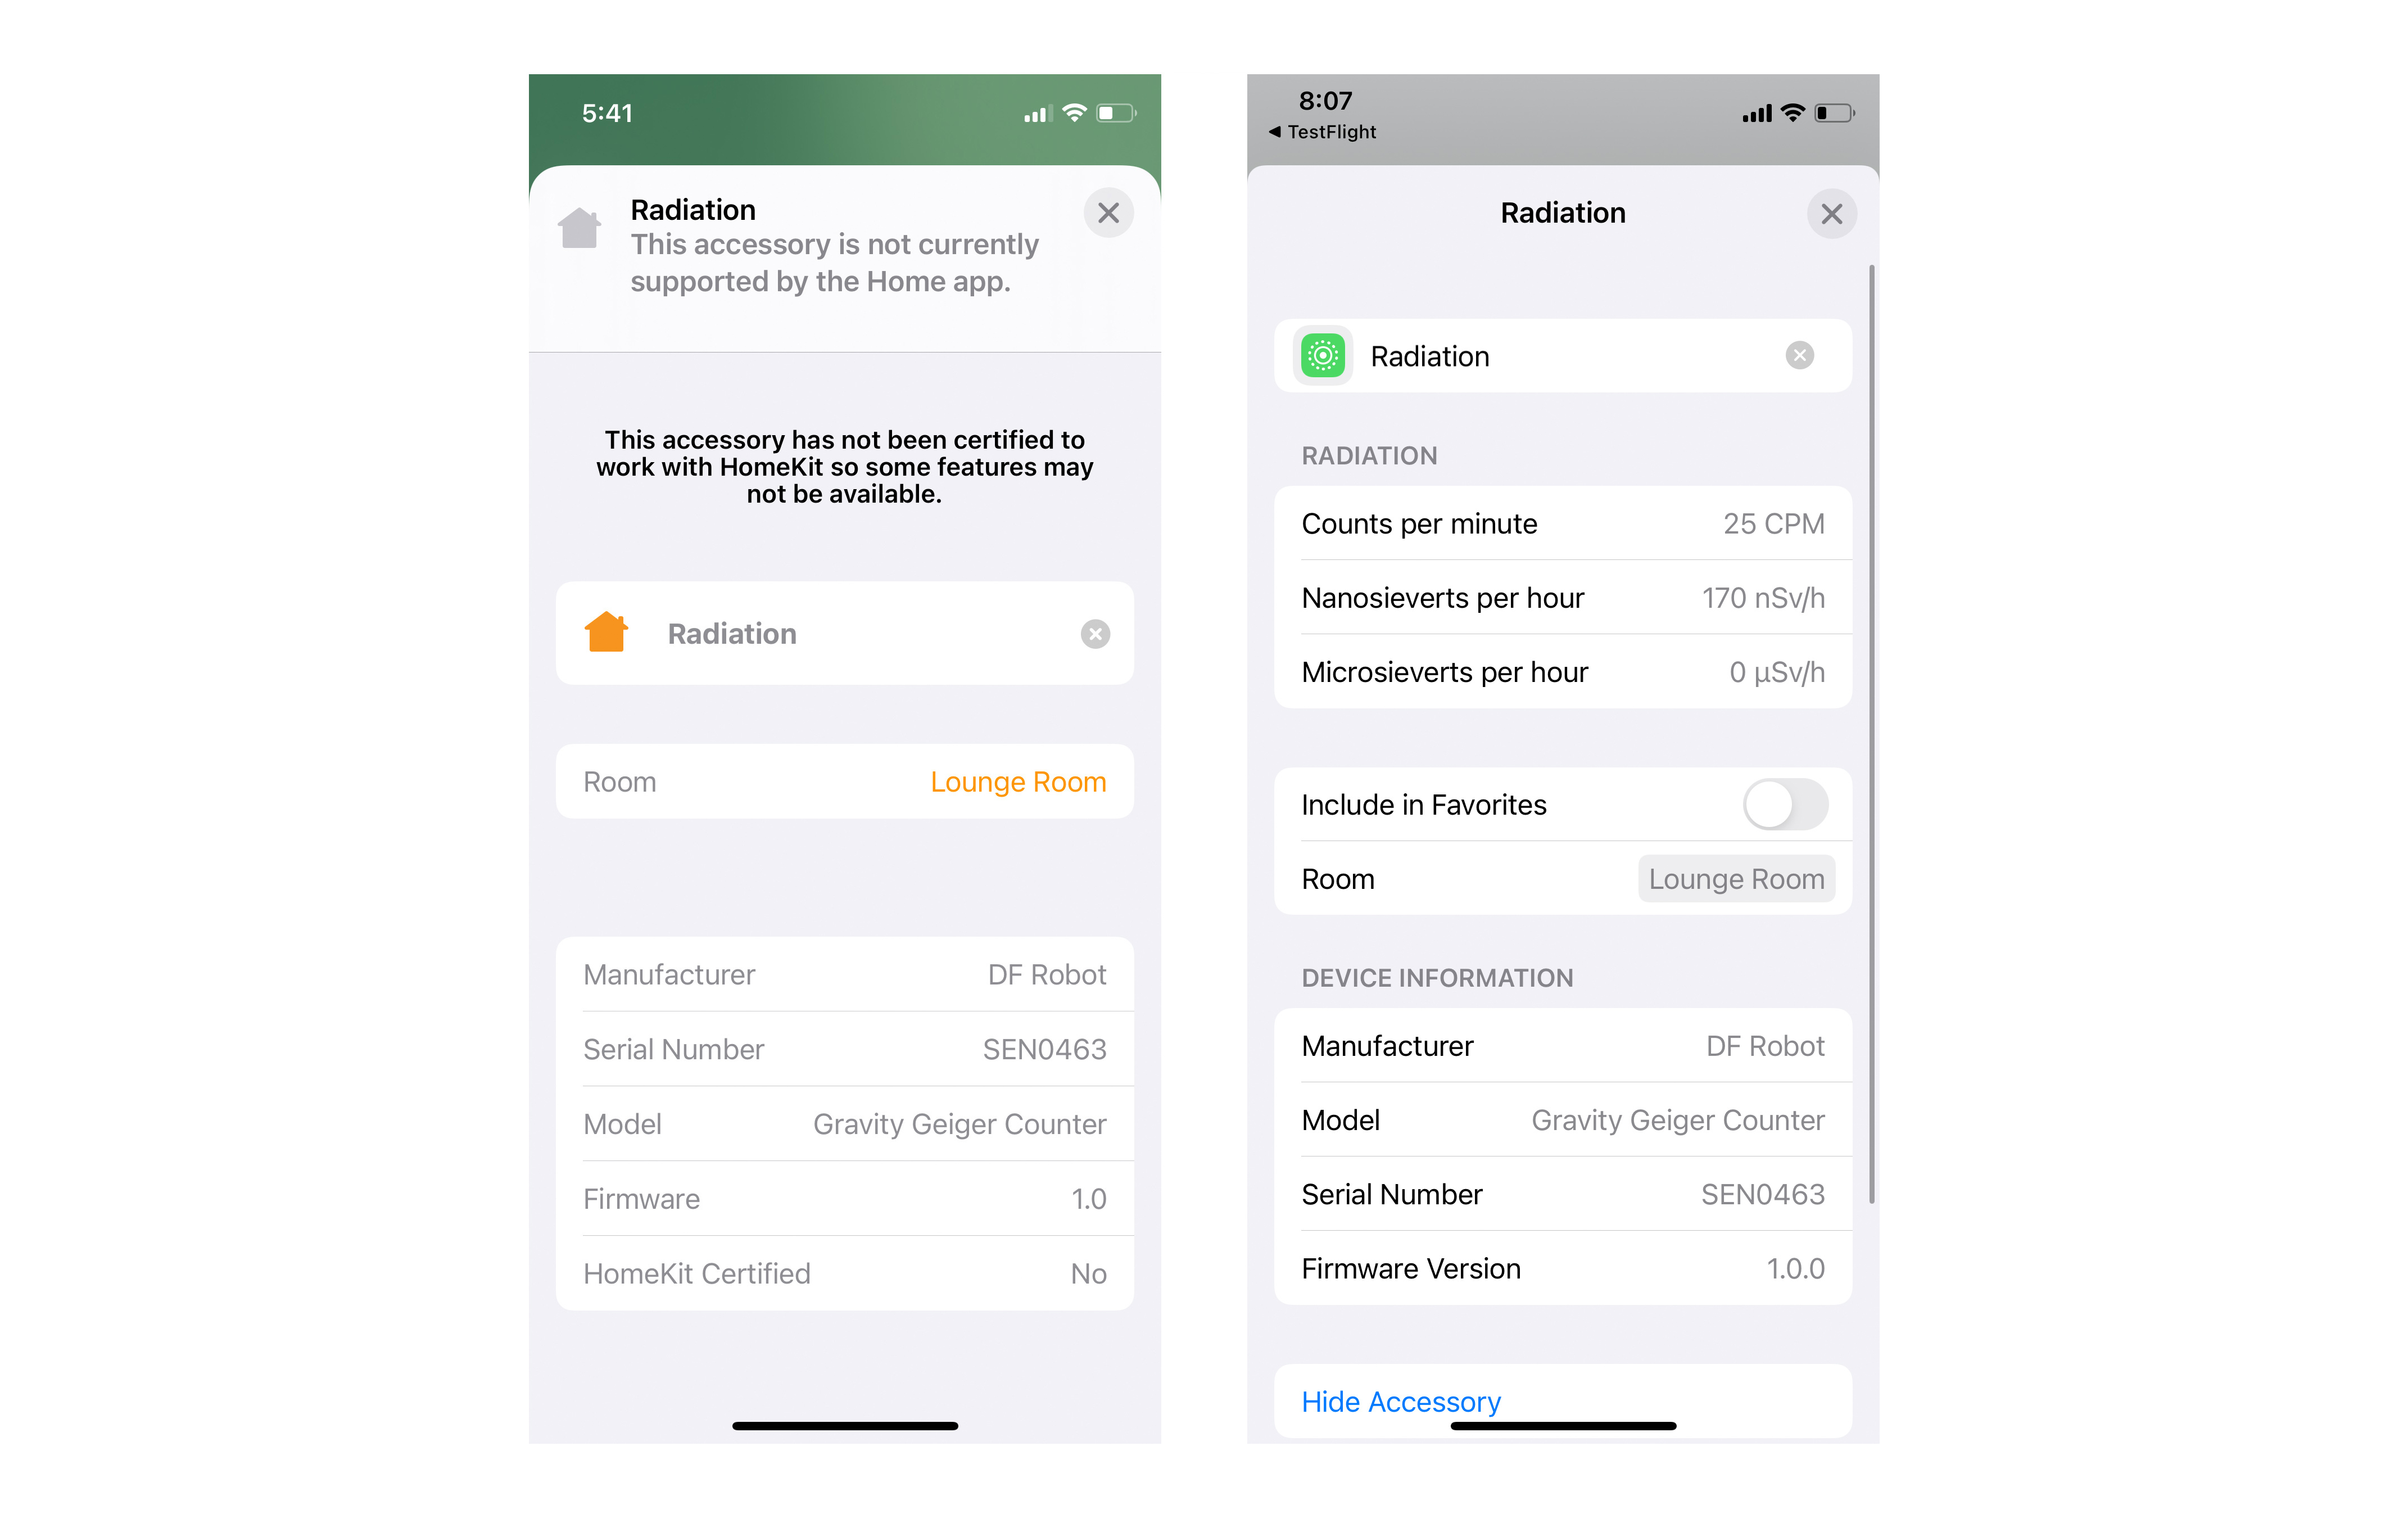 5:41
Radiation
This accessory is not currently
supported by the Home app.
This accessory has not been certified to
work with HomeKit so some features may
not be available.
Radiation
Room Lounge Room
Manufacturer DF Robot
Serial Number SEN0463
Model Gravity Geiger Counter
Firmware 1.0
HomeKit Certified No
8:07
◀ TestFlight
Radiation
Radiation
RADIATION
Counts per minute 25 CPM
Nanosieverts per hour 170 nSv/h
Microsieverts per hour 0 µSv/h
Include in Favorites
Room Lounge Room
DEVICE INFORMATION
Manufacturer DF Robot
Model Gravity Geiger Counter
Serial Number SEN0463
Firmware Version 1.0.0
Hide Accessory